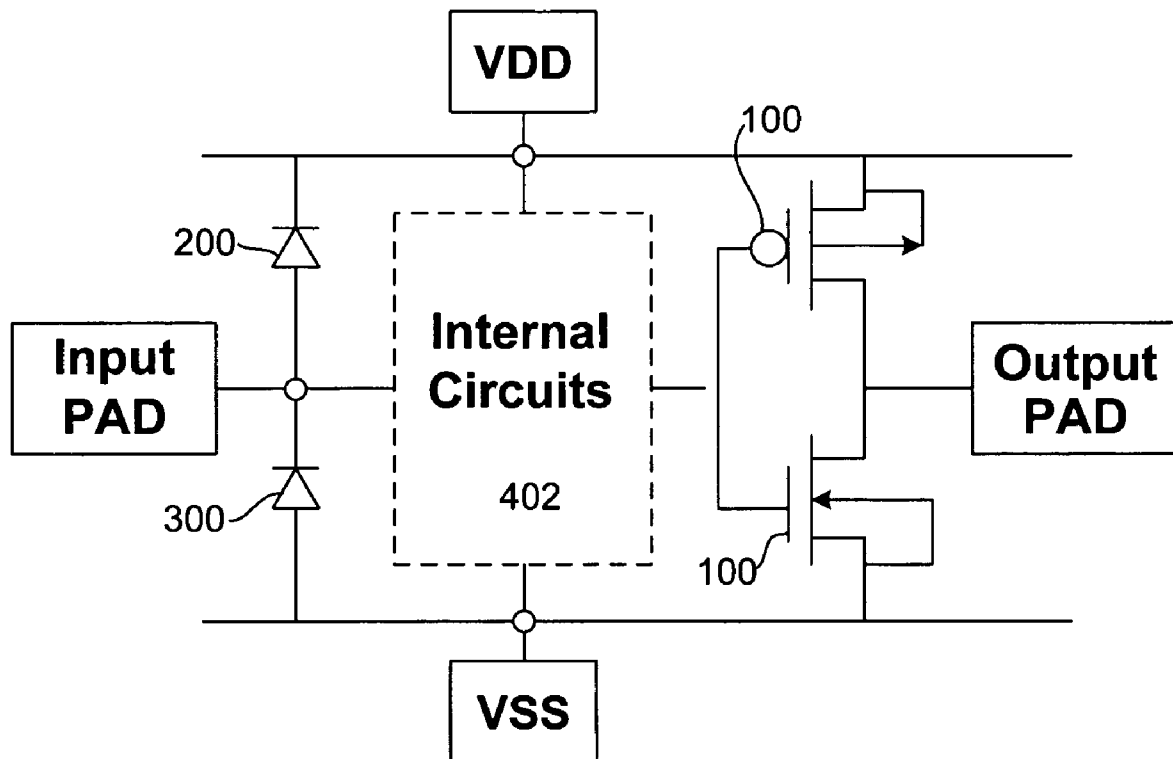 VDD
100
200
Input
PAD
Internal
Circuits
402
Output
PAD
300
100
VSS